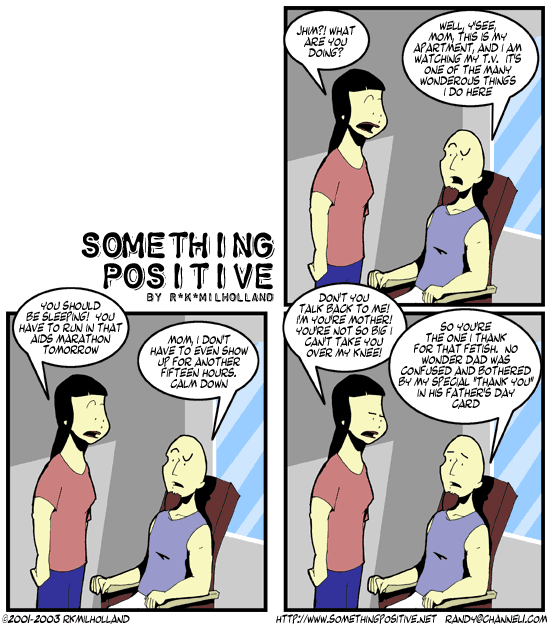 JHIM?! WHAT
ARE YOU
DOING?
WELL, Y'SEE,
MOM, THIS IS MY
APARTMENT, AND I AM
WATCHING MY T.V. IT'S
ONE OF THE MANY
WONDEROUS THINGS
I DO HERE
SOMETHING
POSITIVE
BY R*K*MILHOLLAND
YOU SHOULD
BE SLEEPING! YOU
HAVE TO RUN IN THAT
AIDS MARATHON
TOMORROW
MOM, I DON'T
HAVE TO EVEN SHOW
UP FOR ANOTHER
FIFTEEN HOURS.
CALM DOWN
DON'T YOU
TALK BACK TO ME!
I'M YOU'RE MOTHER!
YOU'RE NOT SO BIG I
CAN'T TAKE YOU
OVER MY KNEE!
SO YOU'RE
THE ONE I THANK
FOR THAT FETISH. NO
WONDER DAD WAS
CONFUSED AND BOTHERED
BY MY SPECIAL "THANK YOU"
IN HIS FATHER'S DAY
CARD
©2001-2003 RKMILHOLLAND
HTTP://WWW.SOMETHINGPOSITIVE.NET RANDY@CHANNEL1.COM